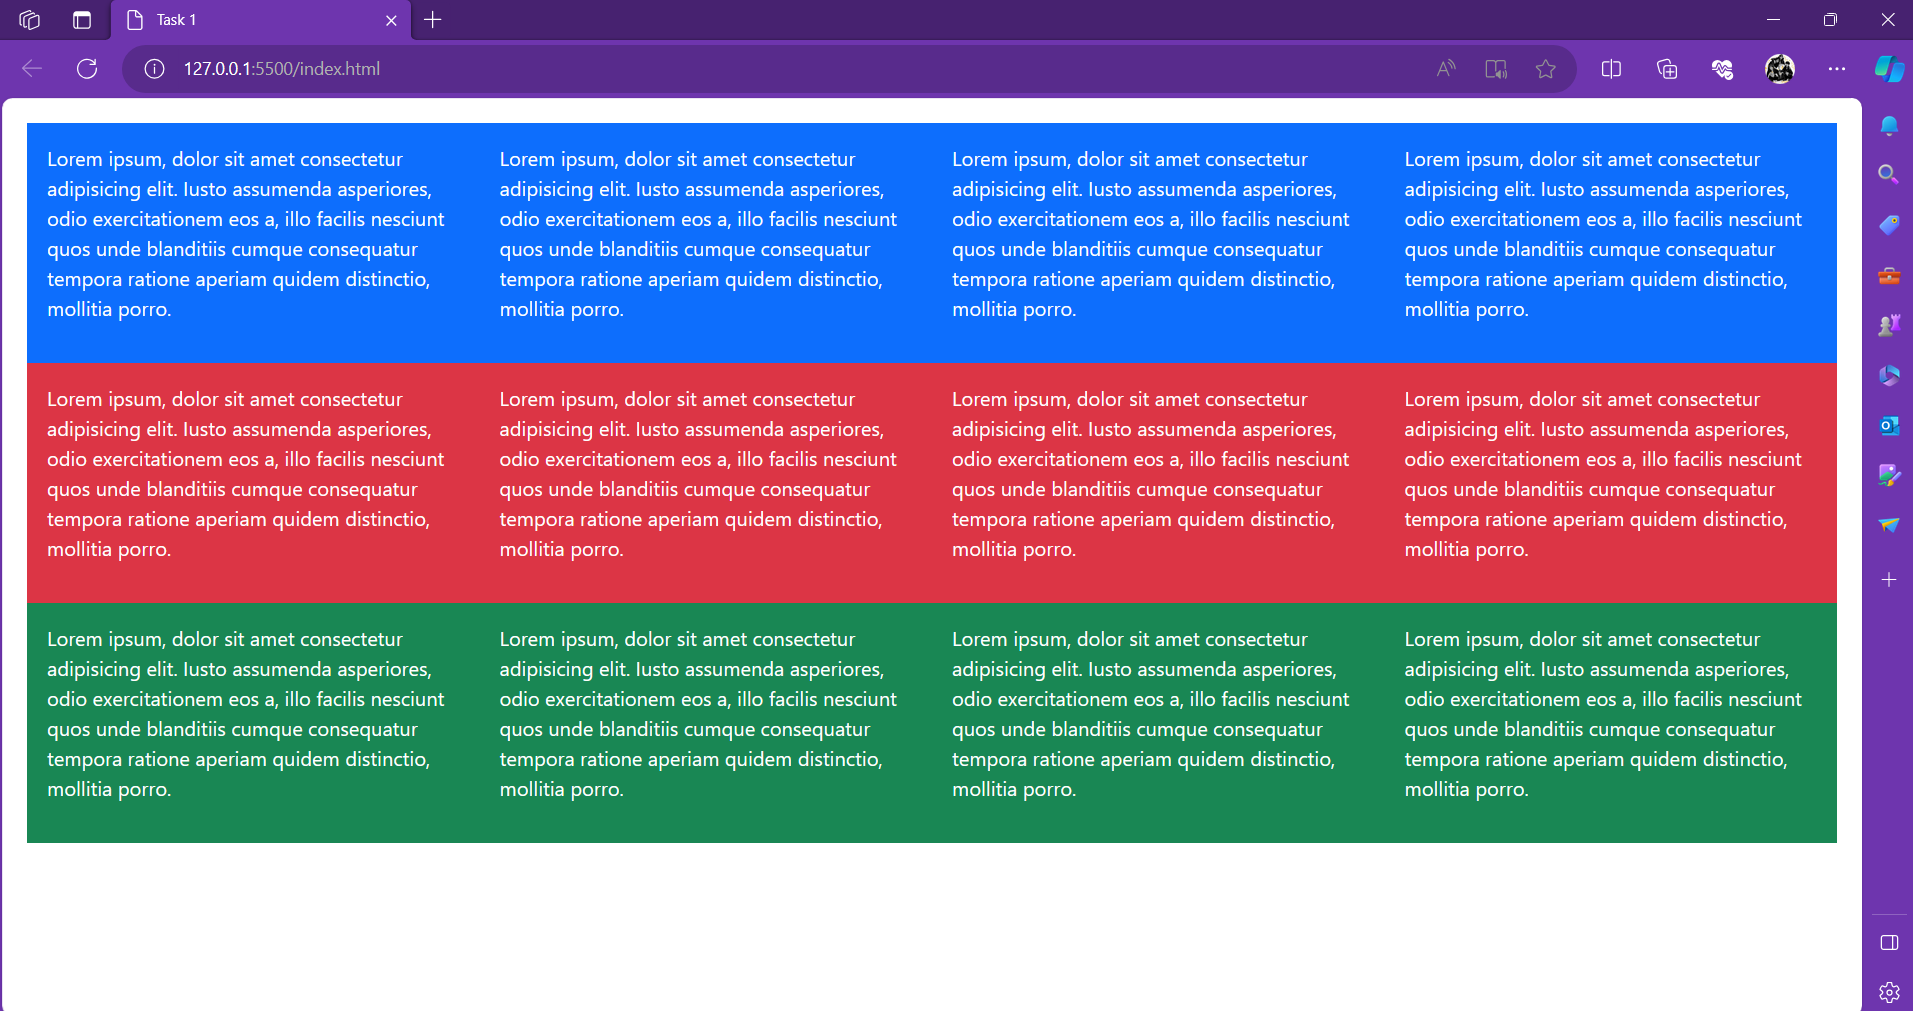 Task 1
127.0.0.1:5500/index.html
Lorem ipsum, dolor sit amet consectetur
adipisicing elit. Iusto assumenda asperiores,
odio exercitationem eos a, illo facilis nesciunt
quos unde blanditiis cumque consequatur
tempora ratione aperiam quidem distinctio,
mollitia porro.
Lorem ipsum, dolor sit amet consectetur
adipisicing elit. Iusto assumenda asperiores,
odio exercitationem eos a, illo facilis nesciunt
quos unde blanditiis cumque consequatur
tempora ratione aperiam quidem distinctio,
mollitia porro.
Lorem ipsum, dolor sit amet consectetur
adipisicing elit. Iusto assumenda asperiores,
odio exercitationem eos a, illo facilis nesciunt
quos unde blanditiis cumque consequatur
tempora ratione aperiam quidem distinctio,
mollitia porro.
Lorem ipsum, dolor sit amet consectetur
adipisicing elit. Iusto assumenda asperiores,
odio exercitationem eos a, illo facilis nesciunt
quos unde blanditiis cumque consequatur
tempora ratione aperiam quidem distinctio,
mollitia porro.
Lorem ipsum, dolor sit amet consectetur
adipisicing elit. Iusto assumenda asperiores,
odio exercitationem eos a, illo facilis nesciunt
quos unde blanditiis cumque consequatur
tempora ratione aperiam quidem distinctio,
mollitia porro.
Lorem ipsum, dolor sit amet consectetur
adipisicing elit. Iusto assumenda asperiores,
odio exercitationem eos a, illo facilis nesciunt
quos unde blanditiis cumque consequatur
tempora ratione aperiam quidem distinctio,
mollitia porro.
Lorem ipsum, dolor sit amet consectetur
adipisicing elit. Iusto assumenda asperiores,
odio exercitationem eos a, illo facilis nesciunt
quos unde blanditiis cumque consequatur
tempora ratione aperiam quidem distinctio,
mollitia porro.
Lorem ipsum, dolor sit amet consectetur
adipisicing elit. Iusto assumenda asperiores,
odio exercitationem eos a, illo facilis nesciunt
quos unde blanditiis cumque consequatur
tempora ratione aperiam quidem distinctio,
mollitia porro.
Lorem ipsum, dolor sit amet consectetur
adipisicing elit. Iusto assumenda asperiores,
odio exercitationem eos a, illo facilis nesciunt
quos unde blanditiis cumque consequatur
tempora ratione aperiam quidem distinctio,
mollitia porro.
Lorem ipsum, dolor sit amet consectetur
adipisicing elit. Iusto assumenda asperiores,
odio exercitationem eos a, illo facilis nesciunt
quos unde blanditiis cumque consequatur
tempora ratione aperiam quidem distinctio,
mollitia porro.
Lorem ipsum, dolor sit amet consectetur
adipisicing elit. Iusto assumenda asperiores,
odio exercitationem eos a, illo facilis nesciunt
quos unde blanditiis cumque consequatur
tempora ratione aperiam quidem distinctio,
mollitia porro.
Lorem ipsum, dolor sit amet consectetur
adipisicing elit. Iusto assumenda asperiores,
odio exercitationem eos a, illo facilis nesciunt
quos unde blanditiis cumque consequatur
tempora ratione aperiam quidem distinctio,
mollitia porro.